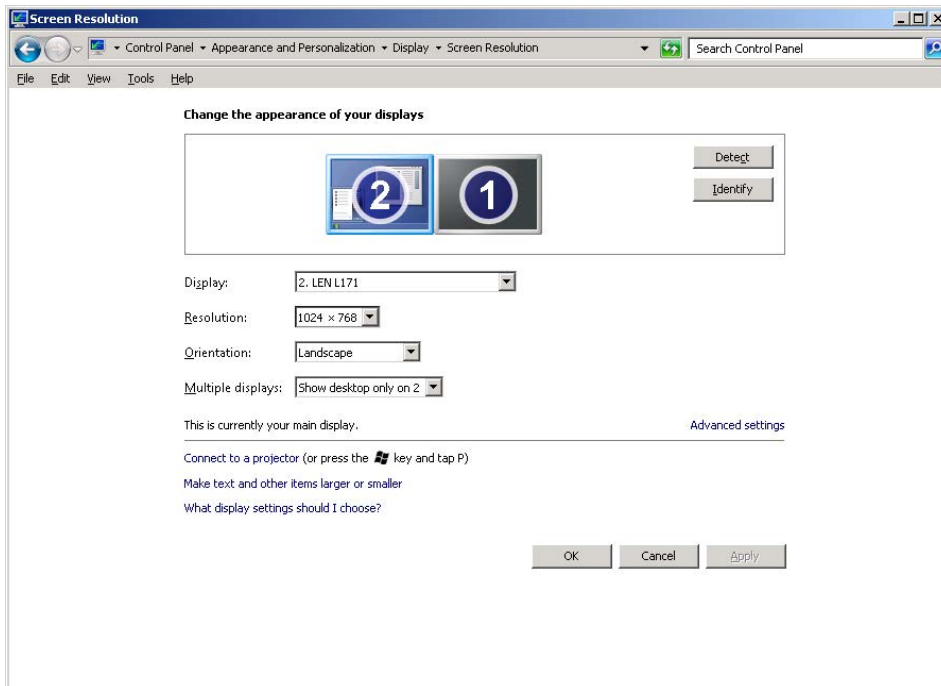 Screen Resolution
Control Panel Appearance and Personalization Display Screen Resolution Search Control Panel
File Edit View Tools Help
Change the appearance of your displays
2 1
Detect
Identify
Display: 2. LEN L171
Resolution: 1024 × 768
Orientation: Landscape
Multiple displays: Show desktop only on 2
This is currently your main display. Advanced settings
Connect to a projector (or press the key and tap P)
Make text and other items larger or smaller
What display settings should I choose?
OK Cancel Apply